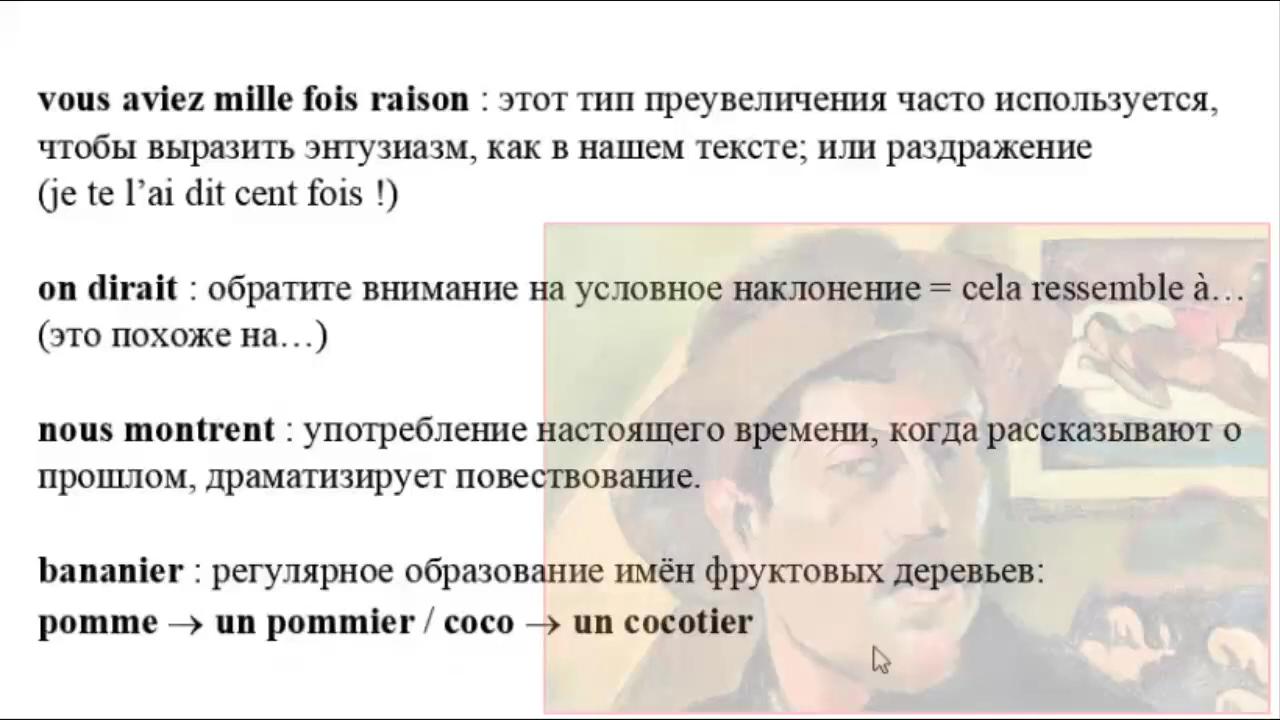 vous aviez mille fois raison : этот тип преувеличения часто используется,
чтобы выразить энтузиазм, как в нашем тексте; или раздражение
(je te l’ai dit cent fois !)
on dirait : обратите внимание на условное наклонение = cela ressemble à…
(это похоже на…)
nous montrent : употребление настоящего времени, когда рассказывают о
прошлом, драматизирует повествование.
bananier : регулярное образование имён фруктовых деревьев:
pomme → un pommier / coco → un cocotier